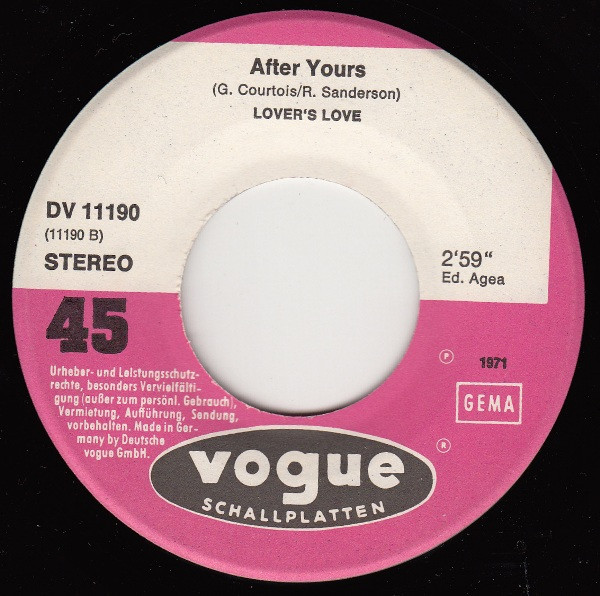 After Yours
(G. Courtois/R. Sanderson)
LOVER'S LOVE
DV 11190
(11190 B)
STEREO
2'59"
Ed. Agea
45
Ⓟ 1971
GEMA
Urheber- und Leistungsschutz-
rechte, besonders Vervielfälti-
gung (außer zum persönl. Gebrauch),
Vermietung, Aufführung, Sendung,
vorbehalten. Made in Ger-
many by Deutsche
vogue GmbH.
®
vogue
SCHALLPLATTEN